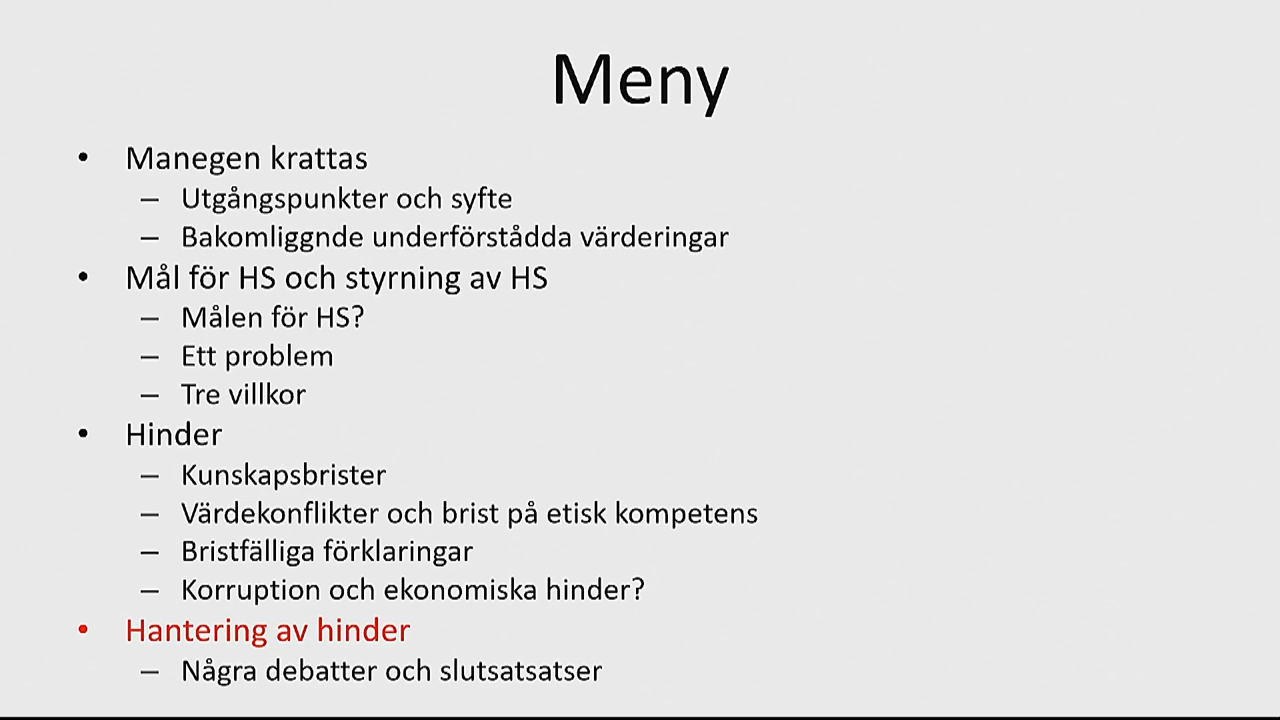 Meny
• Manegen krattas
– Utgångspunkter och syfte
– Bakomliggnde underförstådda värderingar
• Mål för HS och styrning av HS
– Målen för HS?
– Ett problem
– Tre villkor
• Hinder
– Kunskapsbrister
– Värdekonflikter och brist på etisk kompetens
– Bristfälliga förklaringar
– Korruption och ekonomiska hinder?
• Hantering av hinder
– Några debatter och slutsatsatser